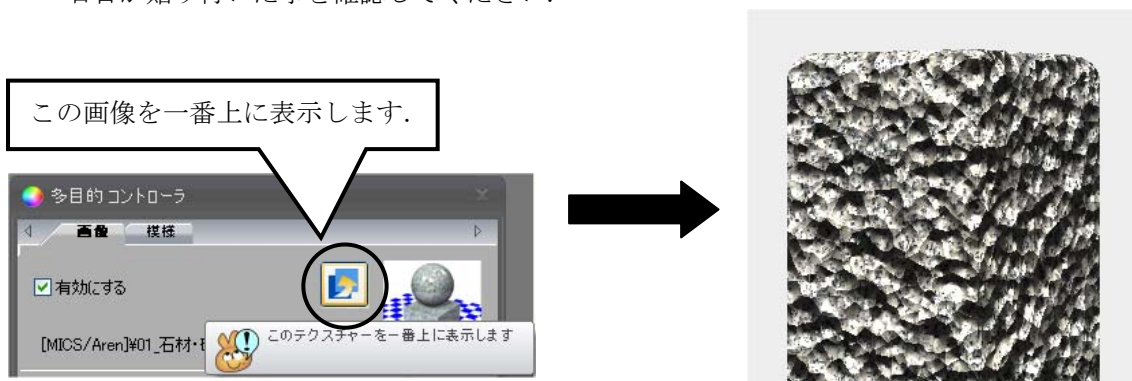 この画像を一番上に表示します.
多目的コントローラ
画像 模様
有効にする
[MICS/Aren]¥01_石材・
このテクスチャーを一番上に表示します